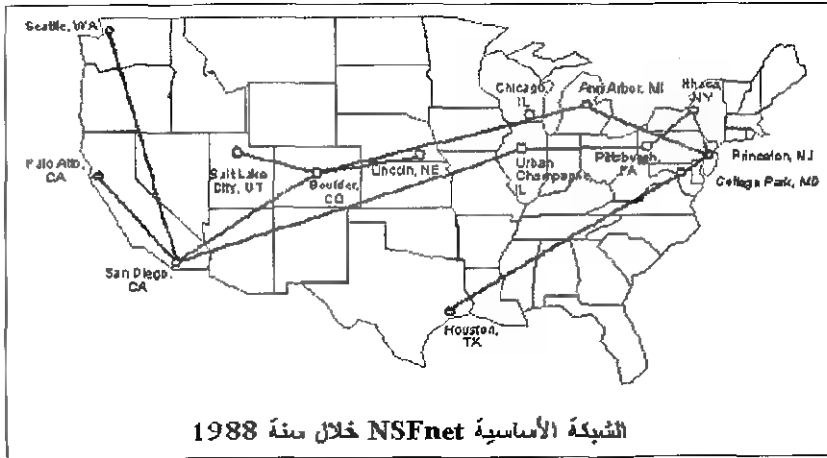 Seattle, WA
Chicago,
IL
Ann Arbor, MI
Ithaca,
NY
Palo Alto,
CA
Salt Lake
City, UT
Boulder,
CO
Lincoln, NE
Urban
Champagne,
IL
Pittsburgh,
PA
Princeton, NJ
College Park, MD
San Diego,
CA
Houston,
TX
الشبكة الأساسية NSFnet خلال سنة 1988